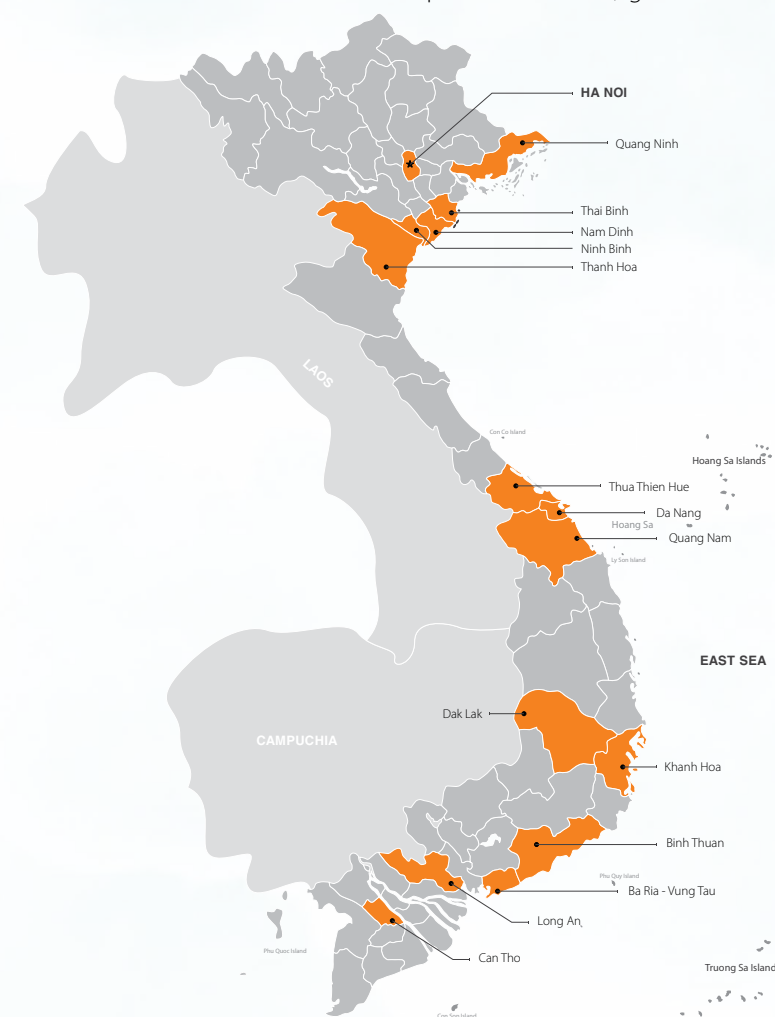 HA NOI
Quang Ninh
Thai Binh
Nam Dinh
Ninh Binh
Thanh Hoa
LAOS
Con Co Island
Hoang Sa Islands
Thua Thien Hue
Da Nang
Hoang Sa
Quang Nam
Ly Son Island
EAST SEA
Dak Lak
CAMPUCHIA
Khanh Hoa
Binh Thuan
Phu Quy Island
Ba Ria - Vung Tau
Long An
Phu Quoc Island
Can Tho
Truong Sa Island
Con Son Island